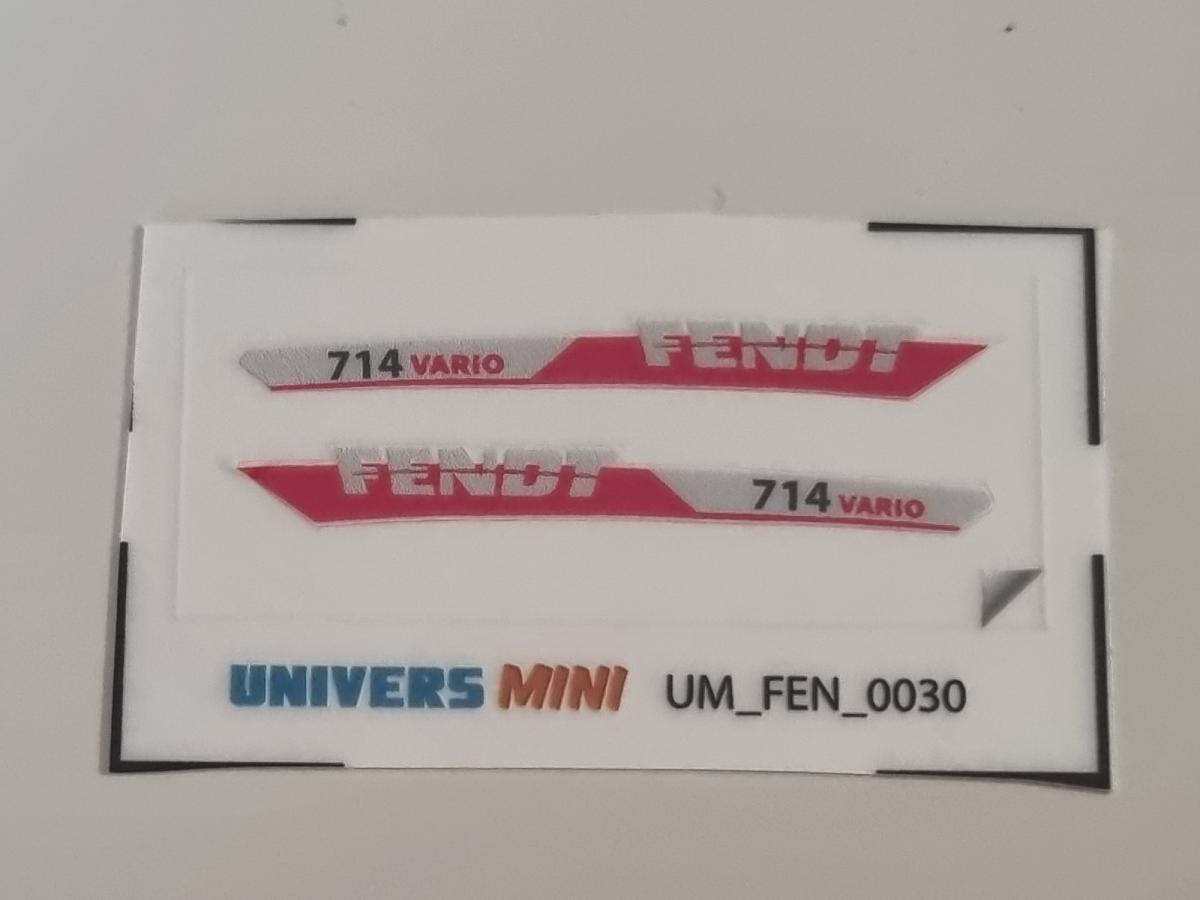 714 VARIO FENDT
FENDT 714 VARIO
UNIVERS MINI UM_FEN_0030